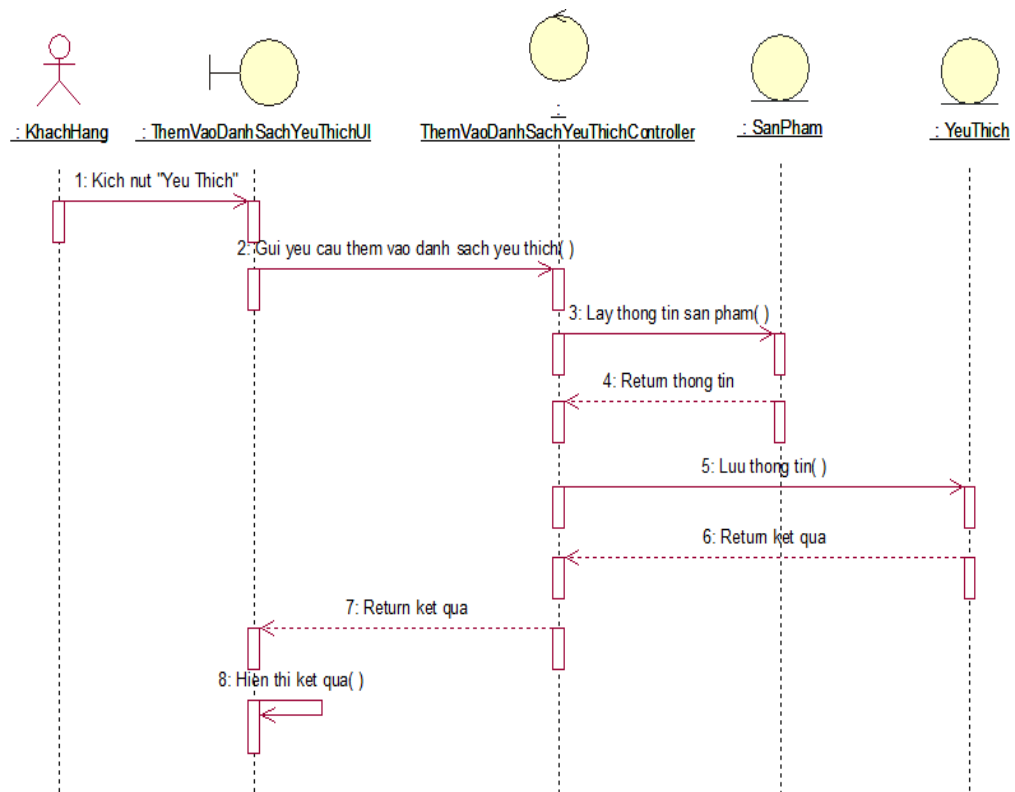 : KhachHang
: ThemVaoDanhSachYeuThichUI
:
ThemVaoDanhSachYeuThichController
: SanPham
: YeuThich
1: Kich nut "Yeu Thich"
2: Gui yeu cau them vao danh sach yeu thich( )
3: Lay thong tin san pham( )
4: Return thong tin
5: Luu thong tin( )
6: Return ket qua
7: Return ket qua
8: Hien thi ket qua( )